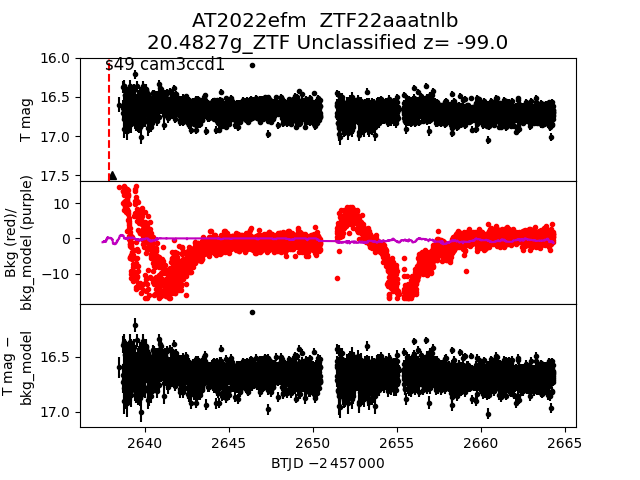 AT2022efm  ZTF22aaatnlb
20.4827g_ZTF Unclassified z= -99.0
s49 cam3ccd1
T mag
16.0
16.5
17.0
17.5
Bkg (red)/
bkg_model (purple)
10
0
−10
T mag −
bkg_model
16.5
17.0
2640
2645
2650
2655
2660
2665
BTJD −2 457 000